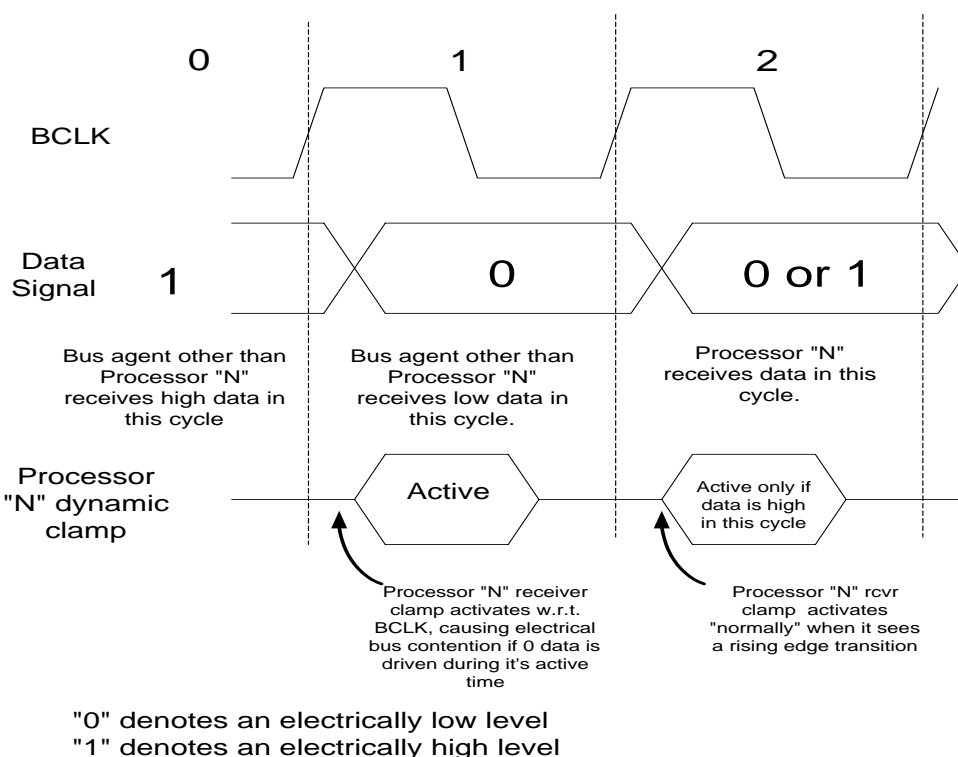 0
1
2
BCLK
Data
Signal
1
0
0 or 1
Bus agent other than
Processor "N"
receives high data in
this cycle
Bus agent other than
Processor "N"
receives low data in
this cycle.
Processor "N"
receives data in this
cycle.
Processor
"N" dynamic
clamp
Active
Active only if
data is high
in this cycle
Processor "N" receiver
clamp activates w.r.t.
BCLK, causing electrical
bus contention if 0 data is
driven during it's active
time
Processor "N" rcvr
clamp activates
"normally" when it sees
a rising edge transition
"0" denotes an electrically low level
"1" denotes an electrically high level